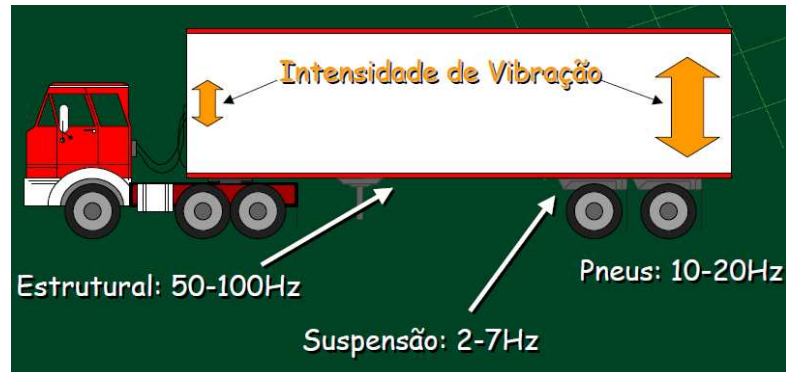 Intensidade de Vibração
Estrutural: 50-100Hz
Pneus: 10-20Hz
Suspensão: 2-7Hz